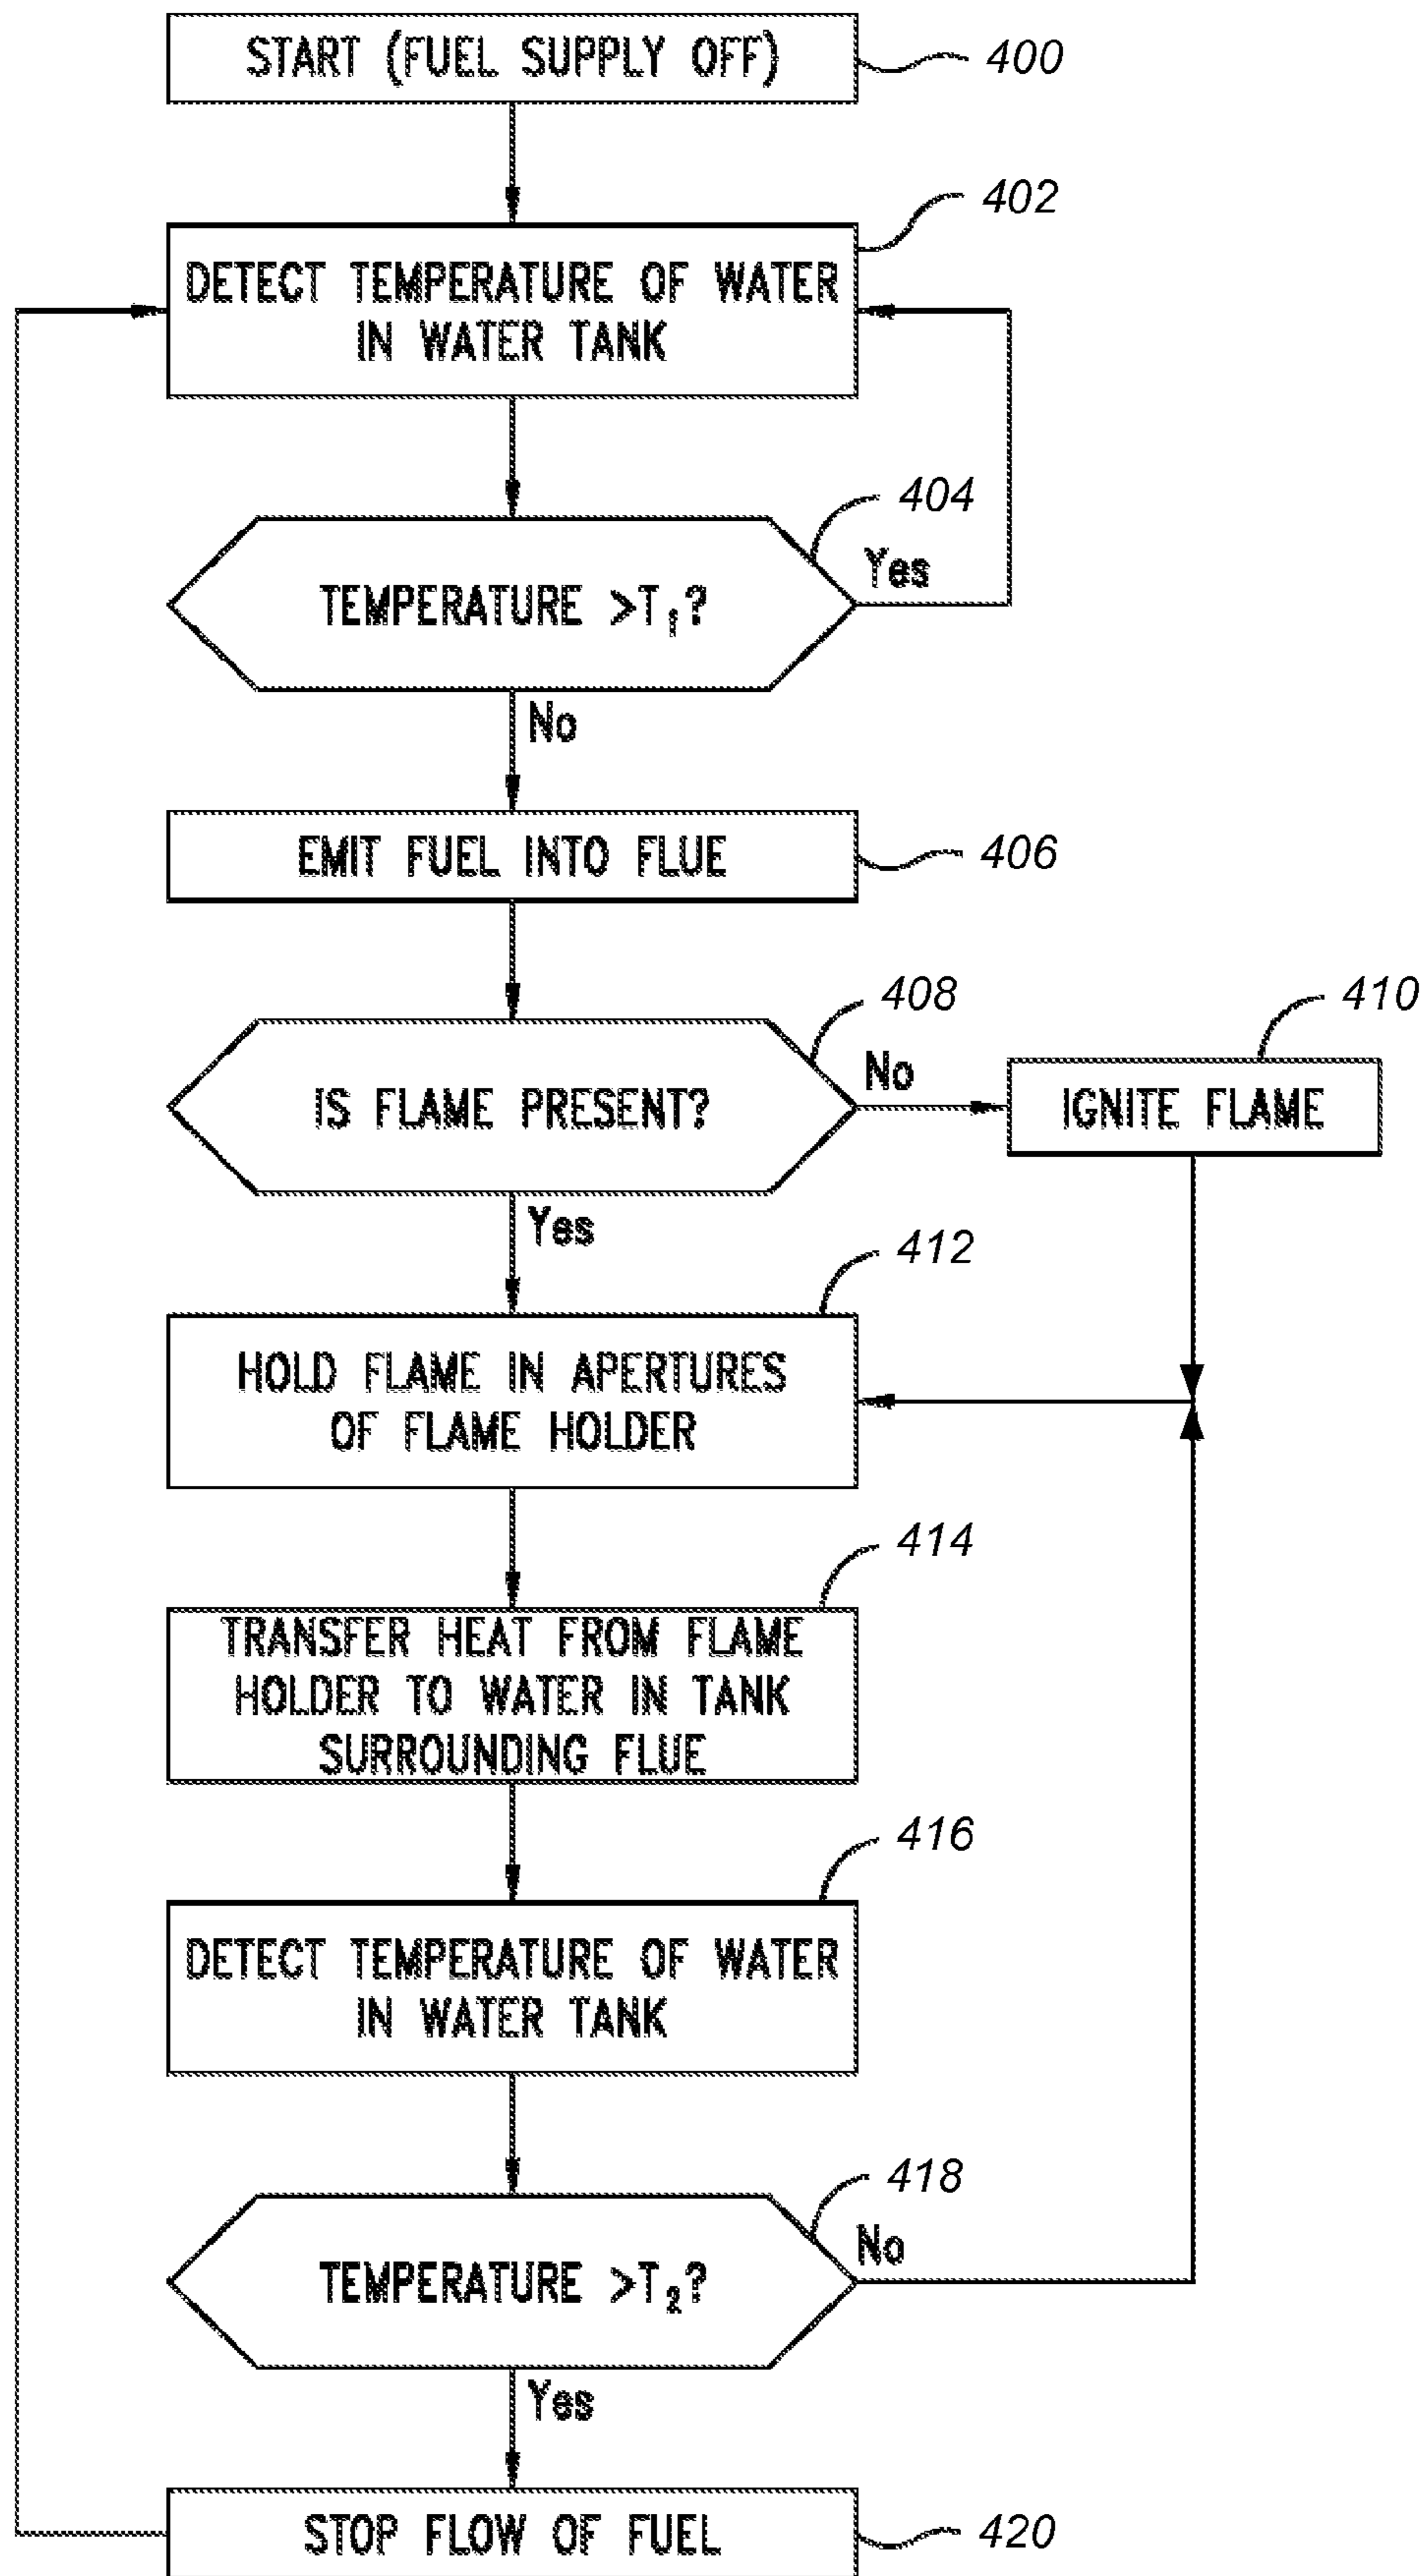 START (FUEL SUPPLY OFF)
400
402
DETECT TEMPERATURE OF WATER
IN WATER TANK
404
TEMPERATURE >T₁?
Yes
No
EMIT FUEL INTO FLUE
406
408
IS FLAME PRESENT?
No
410
IGNITE FLAME
Yes
412
HOLD FLAME IN APERTURES
OF FLAME HOLDER
414
TRANSFER HEAT FROM FLAME
HOLDER TO WATER IN TANK
SURROUNDING FLUE
416
DETECT TEMPERATURE OF WATER
IN WATER TANK
418
TEMPERATURE >T₂?
No
Yes
STOP FLOW OF FUEL
420